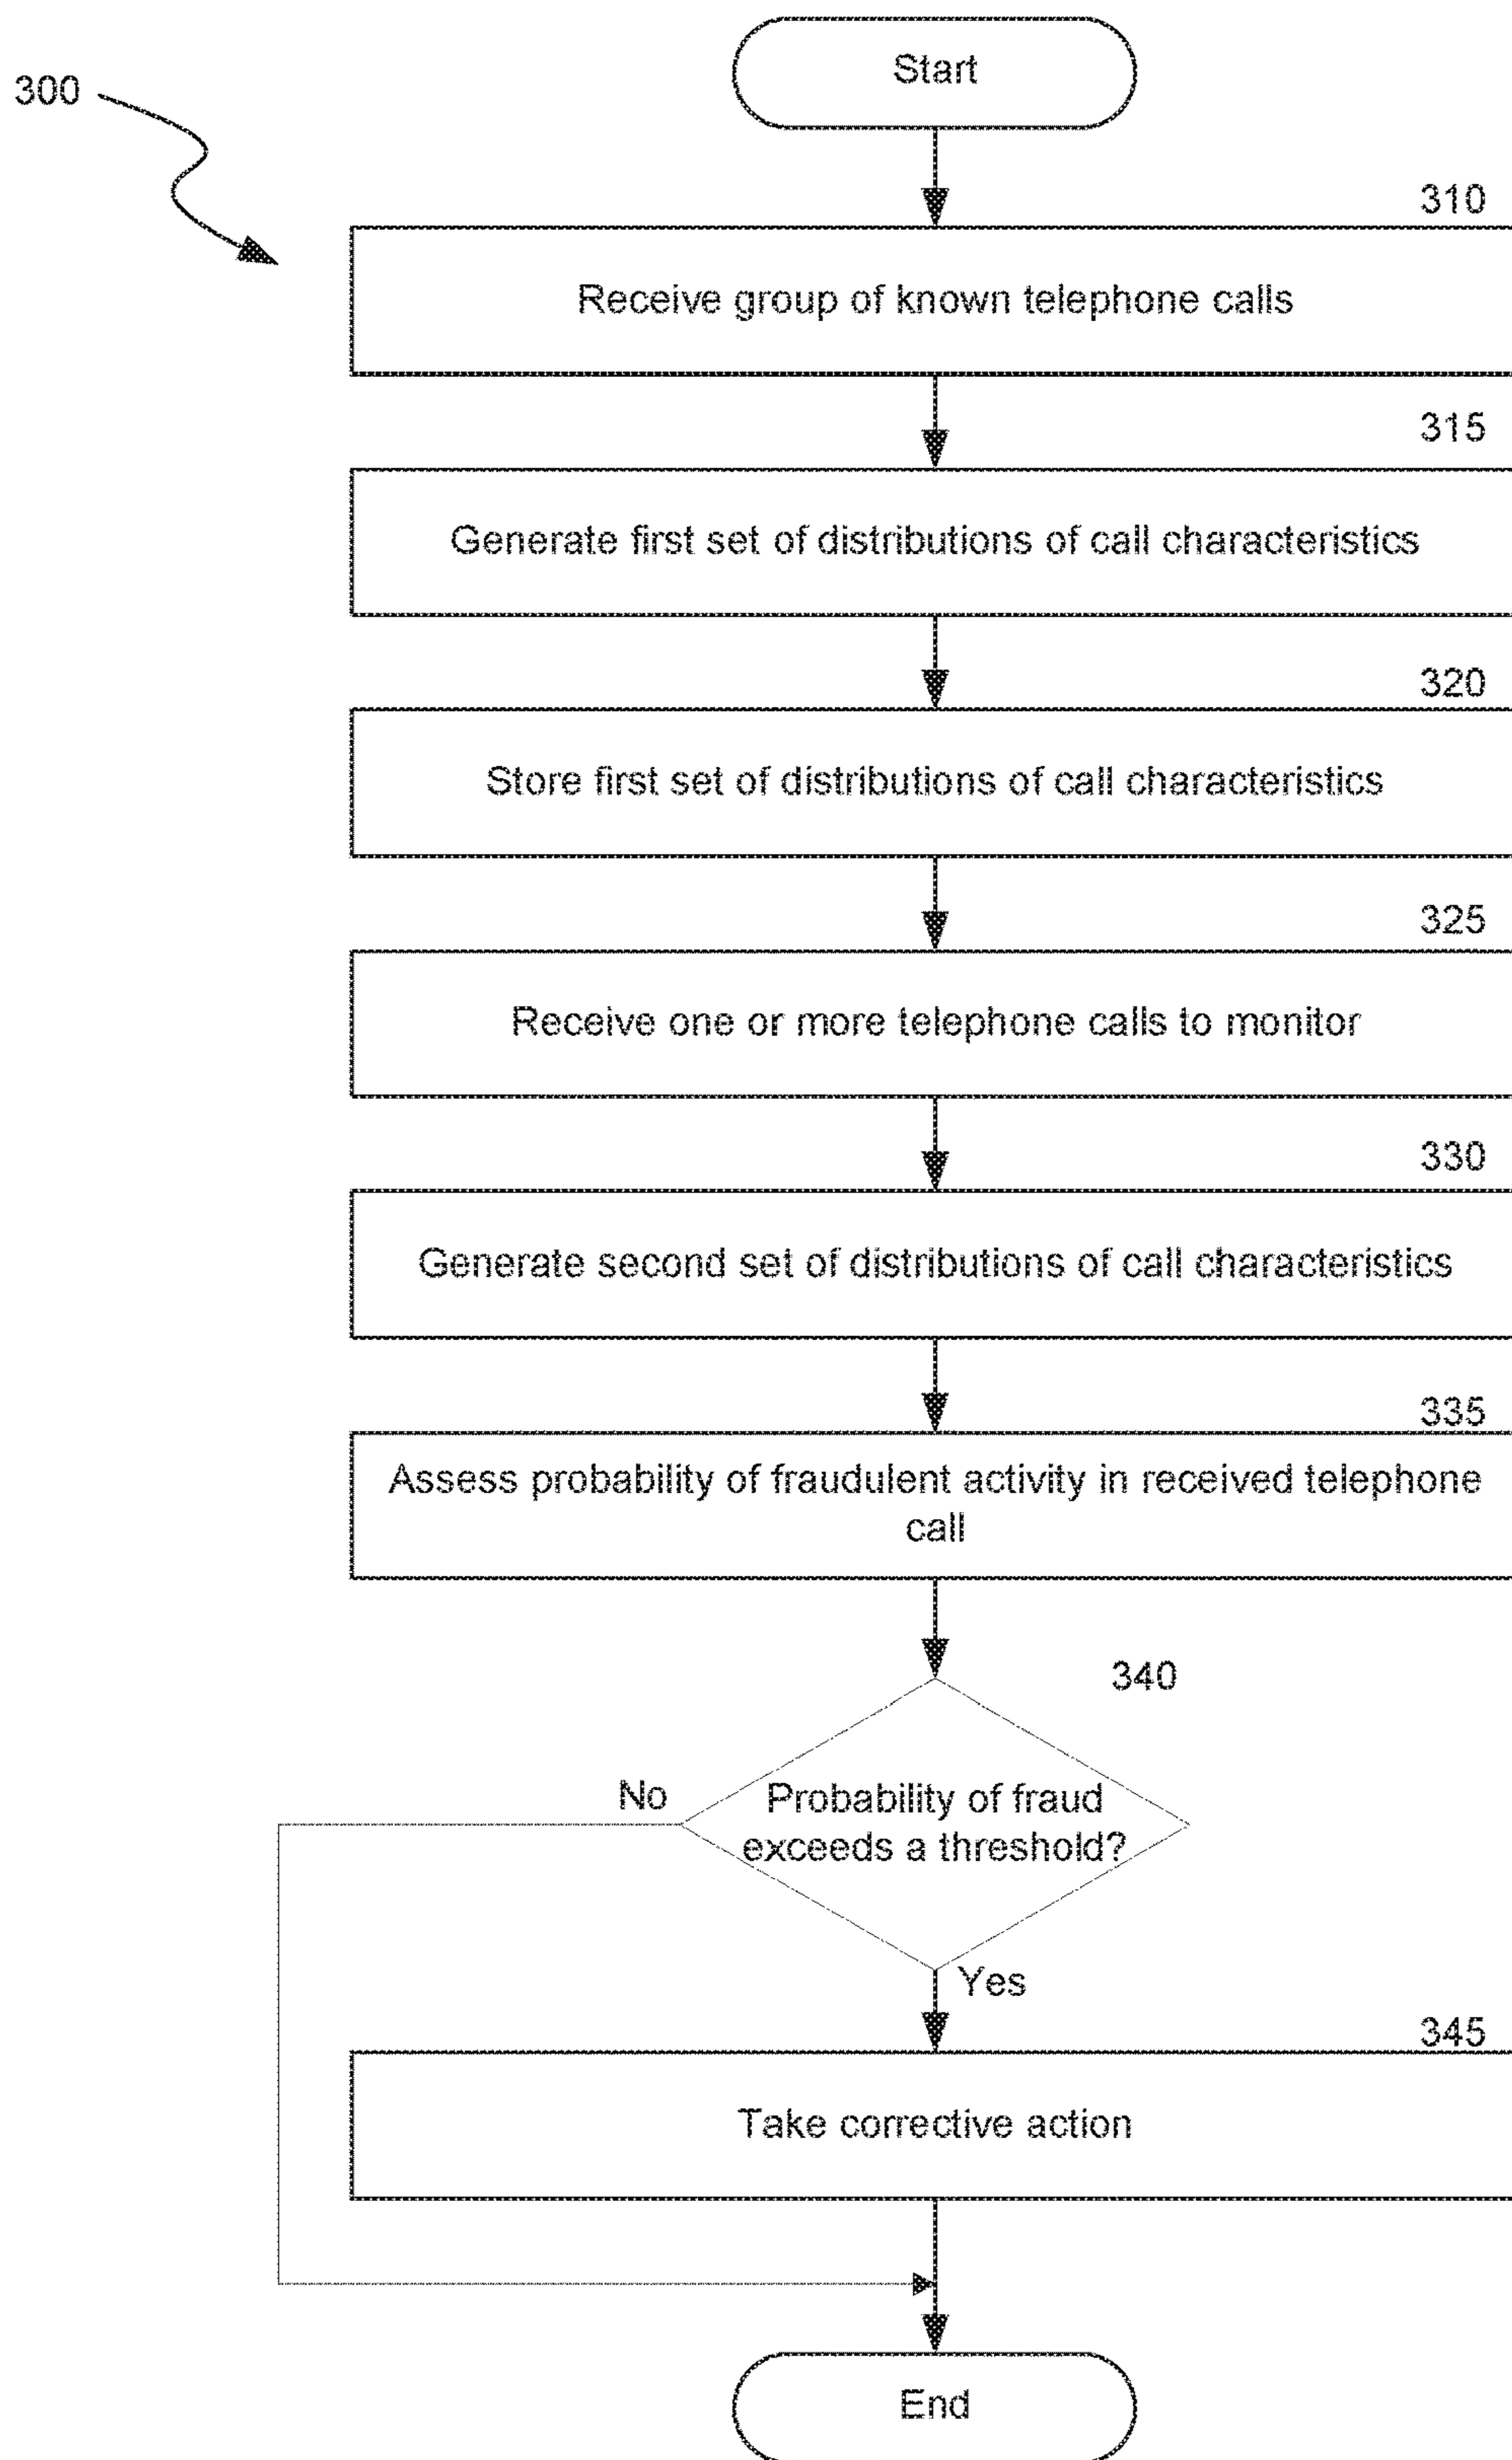 Start
300
310
Receive group of known telephone calls
315
Generate first set of distributions of call characteristics
320
Store first set of distributions of call characteristics
325
Receive one or more telephone calls to monitor
330
Generate second set of distributions of call characteristics
335
Assess probability of fraudulent activity in received telephone
call
340
No
Probability of fraud
exceeds a threshold?
Yes
345
Take corrective action
End